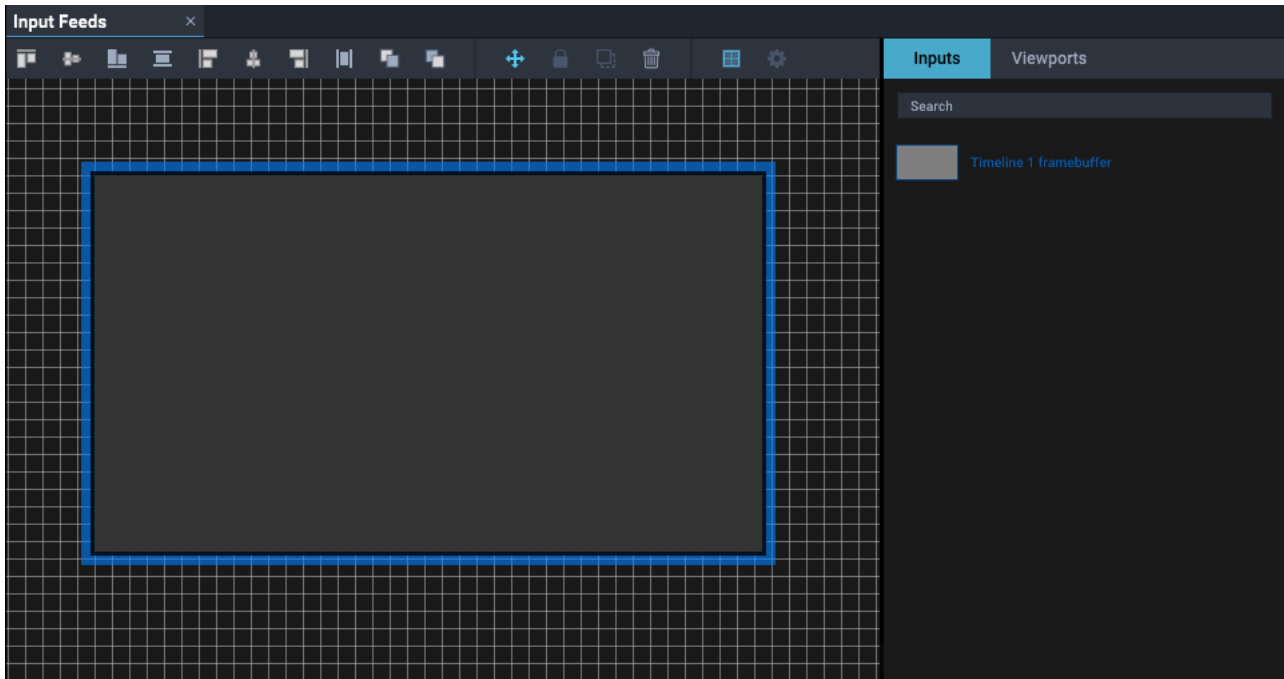 Input Feeds
Inputs
Viewports
Search
Timeline 1 framebuffer